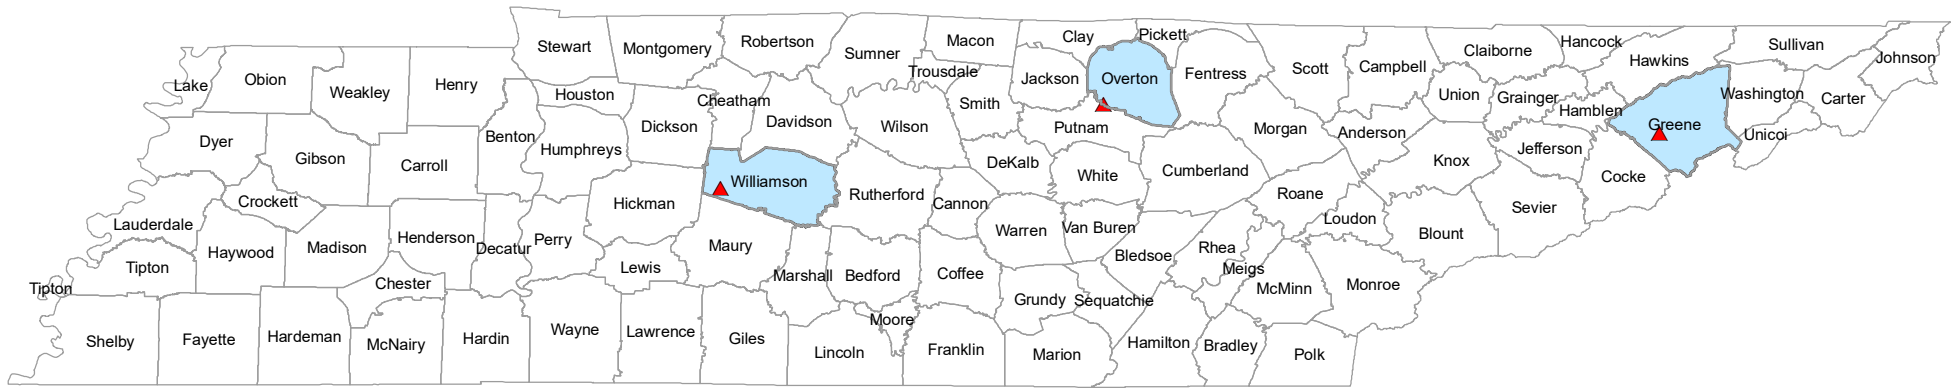 Stewart
Montgomery
Robertson
Sumner
Macon
Clay
Pickett
Trousdale
Jackson
Overton
Fentress
Scott
Campbell
Claiborne
Hancock
Hawkins
Sullivan
Johnson
Lake
Obion
Weakley
Henry
Houston
Cheatham
Smith
Union
Grainger
Hamblen
Washington
Carter
Dyer
Gibson
Carroll
Benton
Humphreys
Dickson
Davidson
Wilson
Putnam
Morgan
Anderson
Greene
Unicoi
DeKalb
White
Cumberland
Knox
Jefferson
Cocke
Crockett
Williamson
Hickman
Rutherford
Cannon
Roane
Sevier
Lauderdale
Haywood
Madison
Henderson
Decatur
Perry
Maury
Warren
Van Buren
Loudon
Blount
Tipton
Tipton
Chester
Lewis
Marshall
Bedford
Coffee
Bledsoe
Rhea
Meigs
McMinn
Monroe
Grundy
Sequatchie
Shelby
Fayette
Hardeman
McNairy
Hardin
Wayne
Lawrence
Giles
Moore
Lincoln
Franklin
Marion
Hamilton
Bradley
Polk